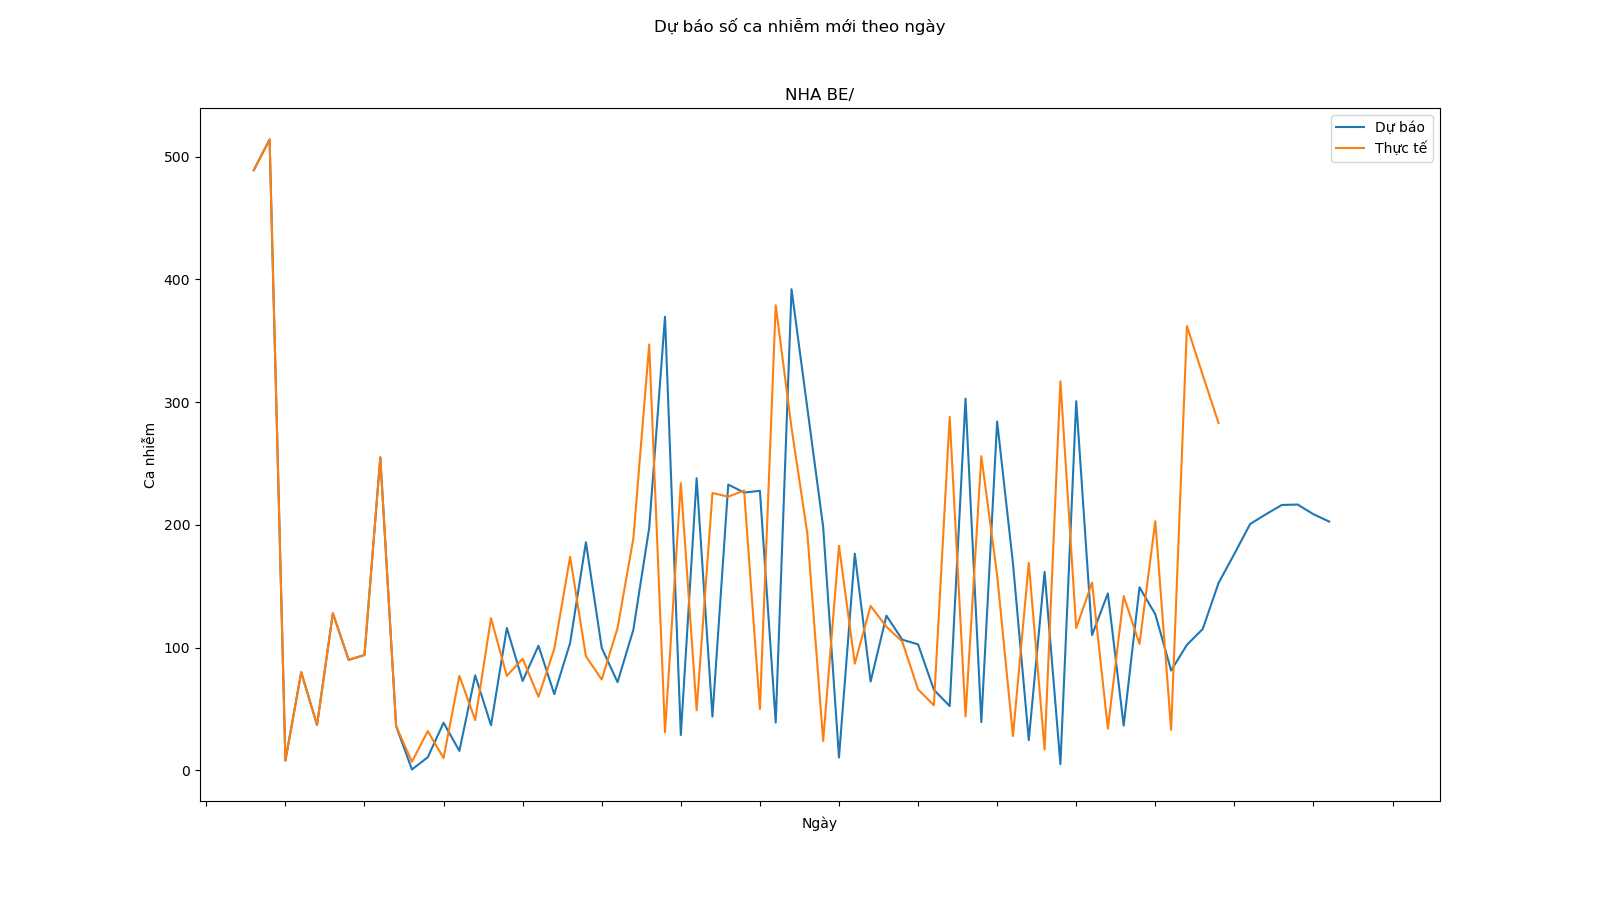 Dự báo số ca nhiễm mới theo ngày
NHA BE/
Dự báo
Thực tế
500
400
300
200
100
0
Ca nhiễm
Ngày